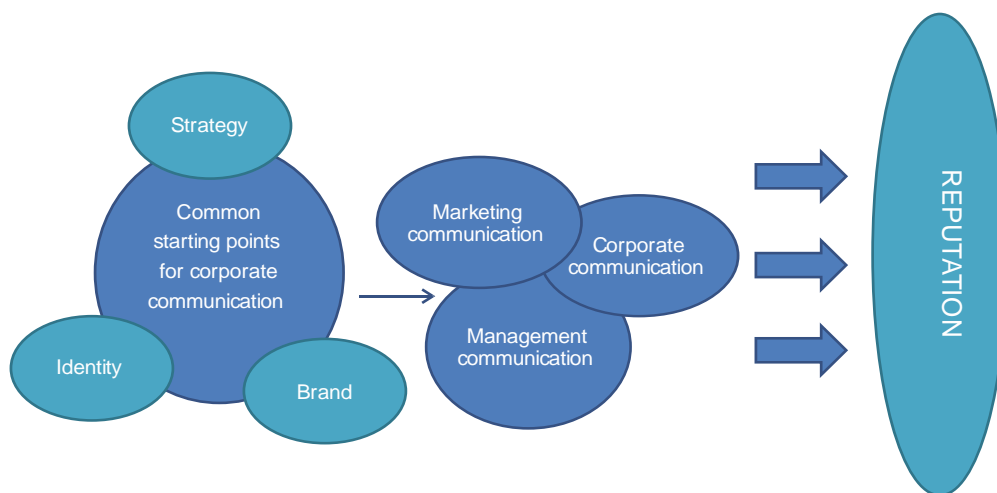 Strategy
Common
starting points
for corporate
communication
Identity
Brand
Marketing
communication
Corporate
communication
Management
communication
REPUTATION